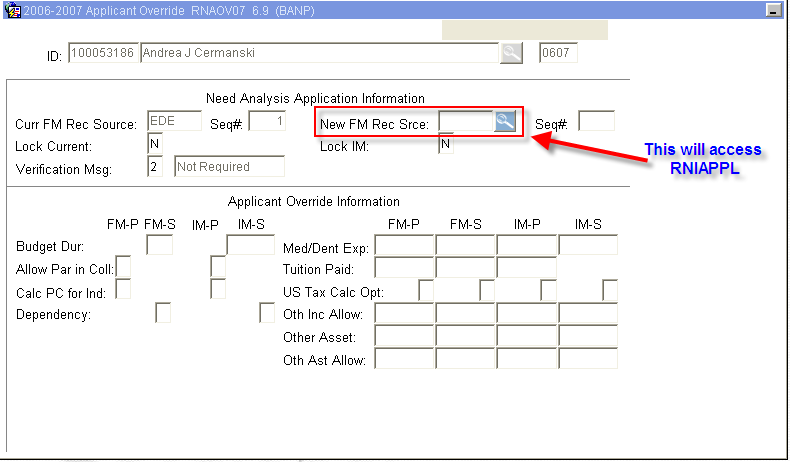 2006-2007 Applicant Override RNAOV07 6.9 (BANP)
ID: 100053186 Andrea J Cermanski 0607
Need Analysis Application Information
Curr FM Rec Source: EDE Seq# 1 New FM Rec Srce: Seq#:
Lock Current: N Lock IM: N
Verification Msg: 2 Not Required
This will access
RNIAPPL
Applicant Override Information
FM-P FM-S IM-P IM-S FM-P FM-S IM-P IM-S
Budget Dur: Med/Dent Exp:
Allow Par in Coll: Tuition Paid:
Calc PC for Ind: US Tax Calc Opt:
Dependency: Oth Inc Allow:
Other Asset:
Oth Ast Allow: